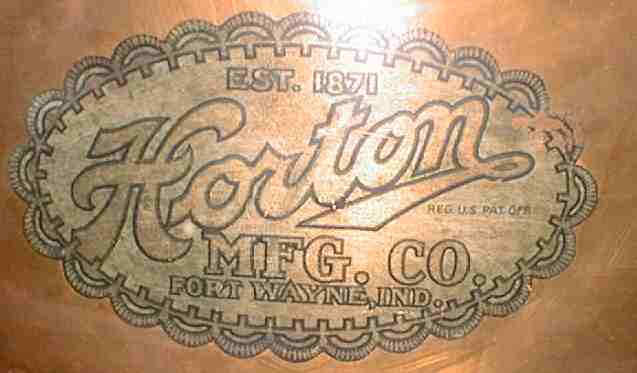 EST. 1871
Horton
REG. U.S. PAT. OFF.
MFG. CO.
FORT WAYNE, IND.